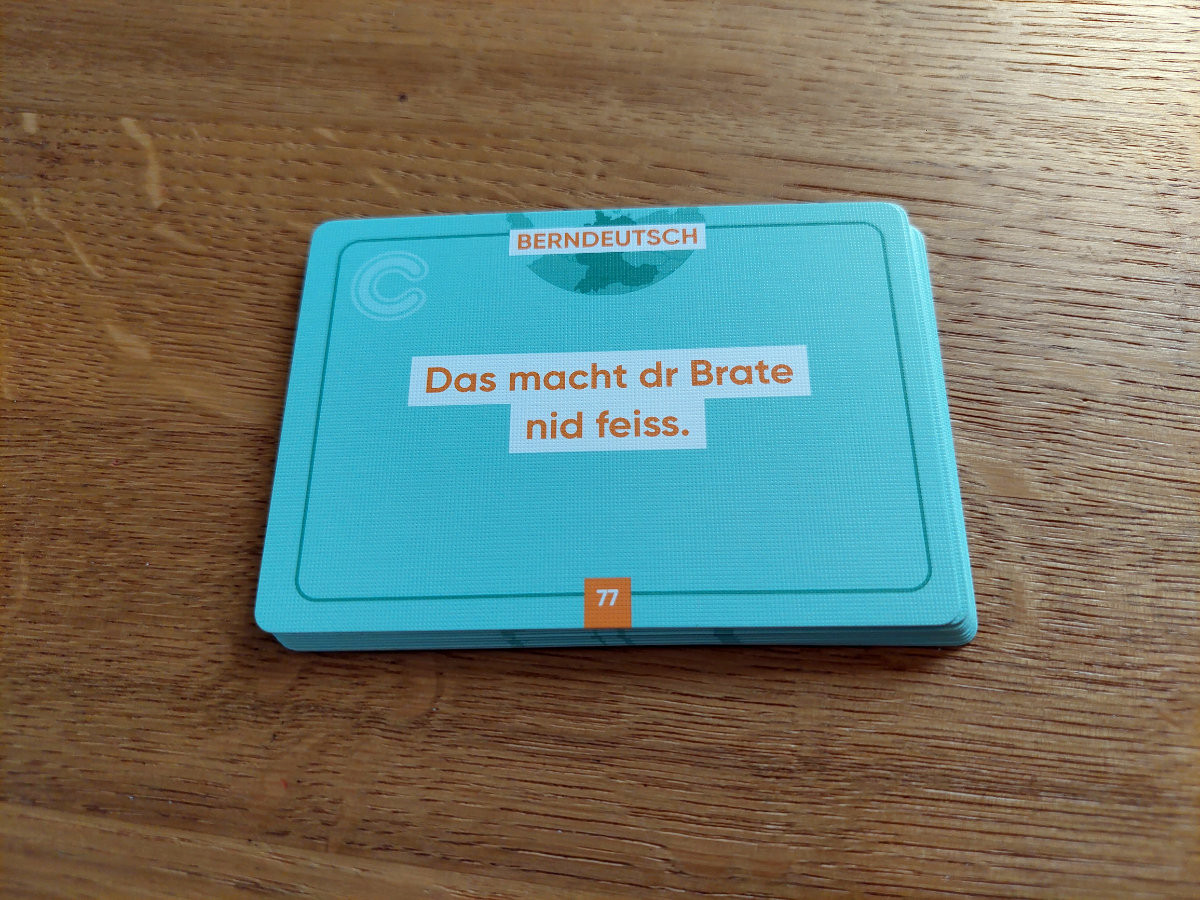 BERNDEUTSCH
C
Das macht dr Brate
nid feiss.
77